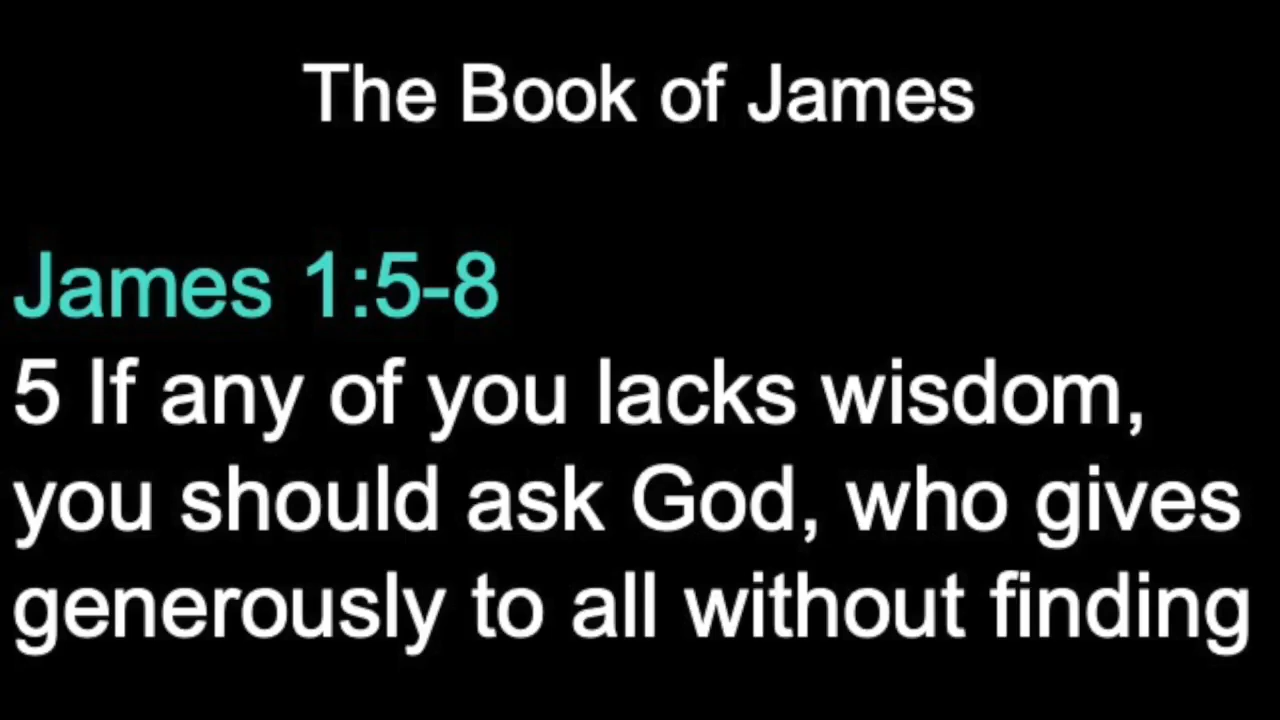 The Book of James
James 1:5-8
5 If any of you lacks wisdom,
you should ask God, who gives
generously to all without finding